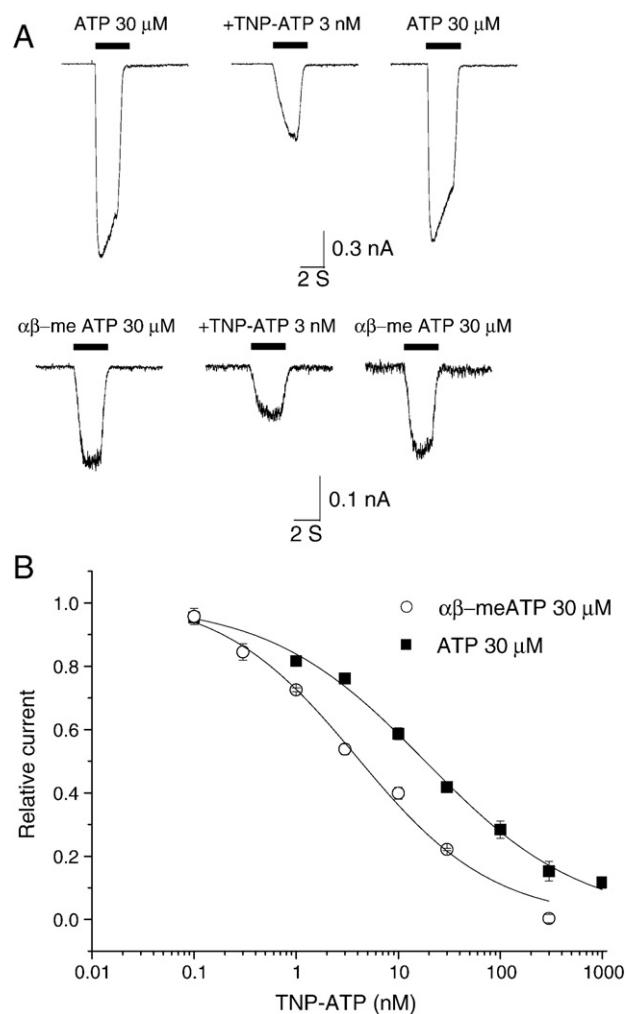 A
ATP 30 μM
+TNP-ATP 3 nM
ATP 30 μM
0.3 nA
2 S
αβ–me ATP 30 μM
+TNP-ATP 3 nM
αβ–me ATP 30 μM
0.1 nA
2 S
B
αβ–meATP 30 μM
ATP 30 μM
1.0
0.8
0.6
0.4
0.2
0.0
Relative current
0.01
0.1
1
10
100
1000
TNP-ATP (nM)